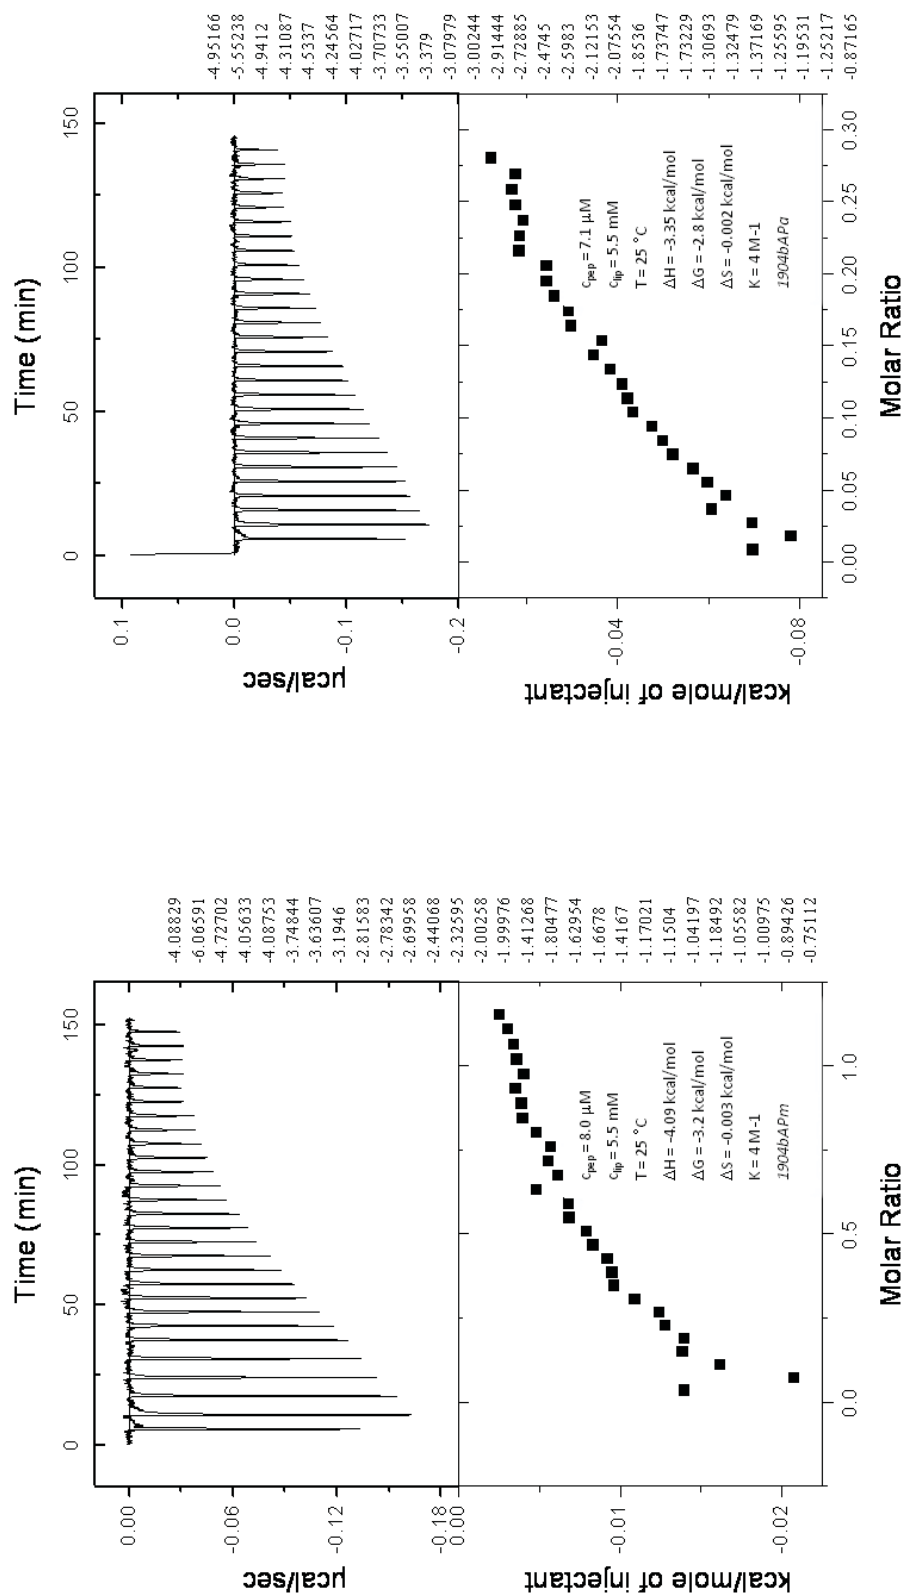 Time (min)
0 50 100 150
0.00
-0.06
-0.12
-0.18
µcal/sec
-4.08829
-6.06591
-4.72702
-4.05633
-4.08753
-3.74844
-3.63607
-3.1946
-2.81583
-2.78342
-2.69958
-2.44068
-2.32595
-2.00258
-1.99976
-1.41268
-1.80477
-1.62954
-1.6678
-1.4167
-1.17021
-1.1504
-1.04197
-1.18492
-1.05582
-1.00975
-0.89426
-0.75112
0.00
-0.01
-0.02
kcal/mole of injectant
cpep = 8.0 µM
clip = 5.5 mM
T = 25 °C
ΔH = -4.09 kcal/mol
ΔG = -3.2 kcal/mol
ΔS = -0.003 kcal/mol
K = 4 M-1
1904bAPm
0.0 0.5 1.0
Molar Ratio
Time (min)
0 50 100 150
0.1
0.0
-0.1
-0.2
µcal/sec
-4.95166
-5.55238
-4.9412
-4.31087
-4.5337
-4.24564
-4.02717
-3.70733
-3.55007
-3.379
-3.07979
-3.00244
-2.91444
-2.72885
-2.4745
-2.5983
-2.12153
-2.07554
-1.8536
-1.73747
-1.73229
-1.30693
-1.32479
-1.37169
-1.25595
-1.19531
-1.25217
-0.87165
-0.04
-0.08
kcal/mole of injectant
cpep = 7.1 µM
clip = 5.5 mM
T = 25 °C
ΔH = -3.35 kcal/mol
ΔG = -2.8 kcal/mol
ΔS = -0.002 kcal/mol
K = 4 M-1
1904bAPa
0.00 0.05 0.10 0.15 0.20 0.25 0.30
Molar Ratio